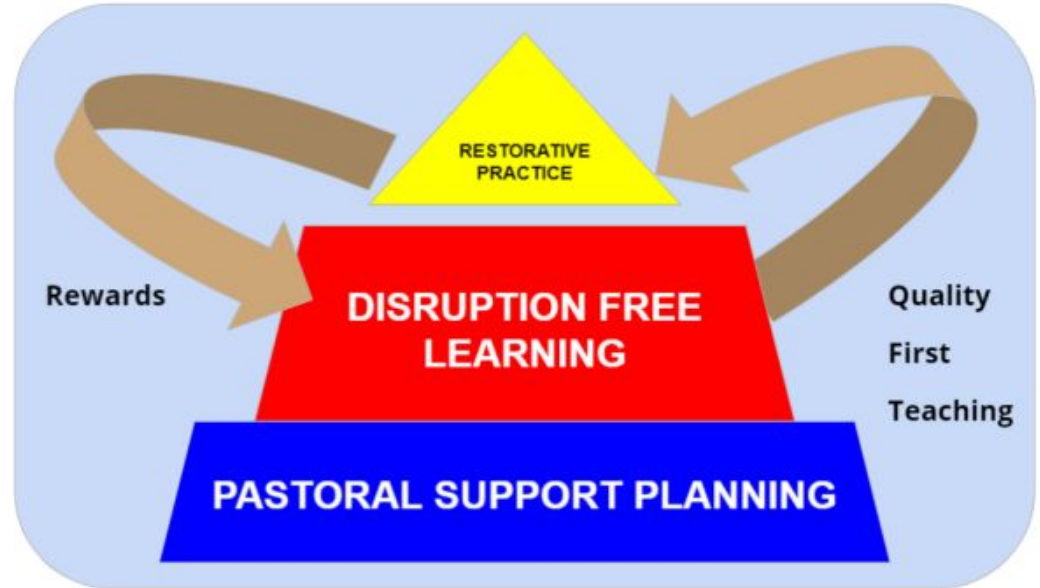 RESTORATIVE
PRACTICE
Rewards
DISRUPTION FREE
LEARNING
Quality
First
Teaching
PASTORAL SUPPORT PLANNING